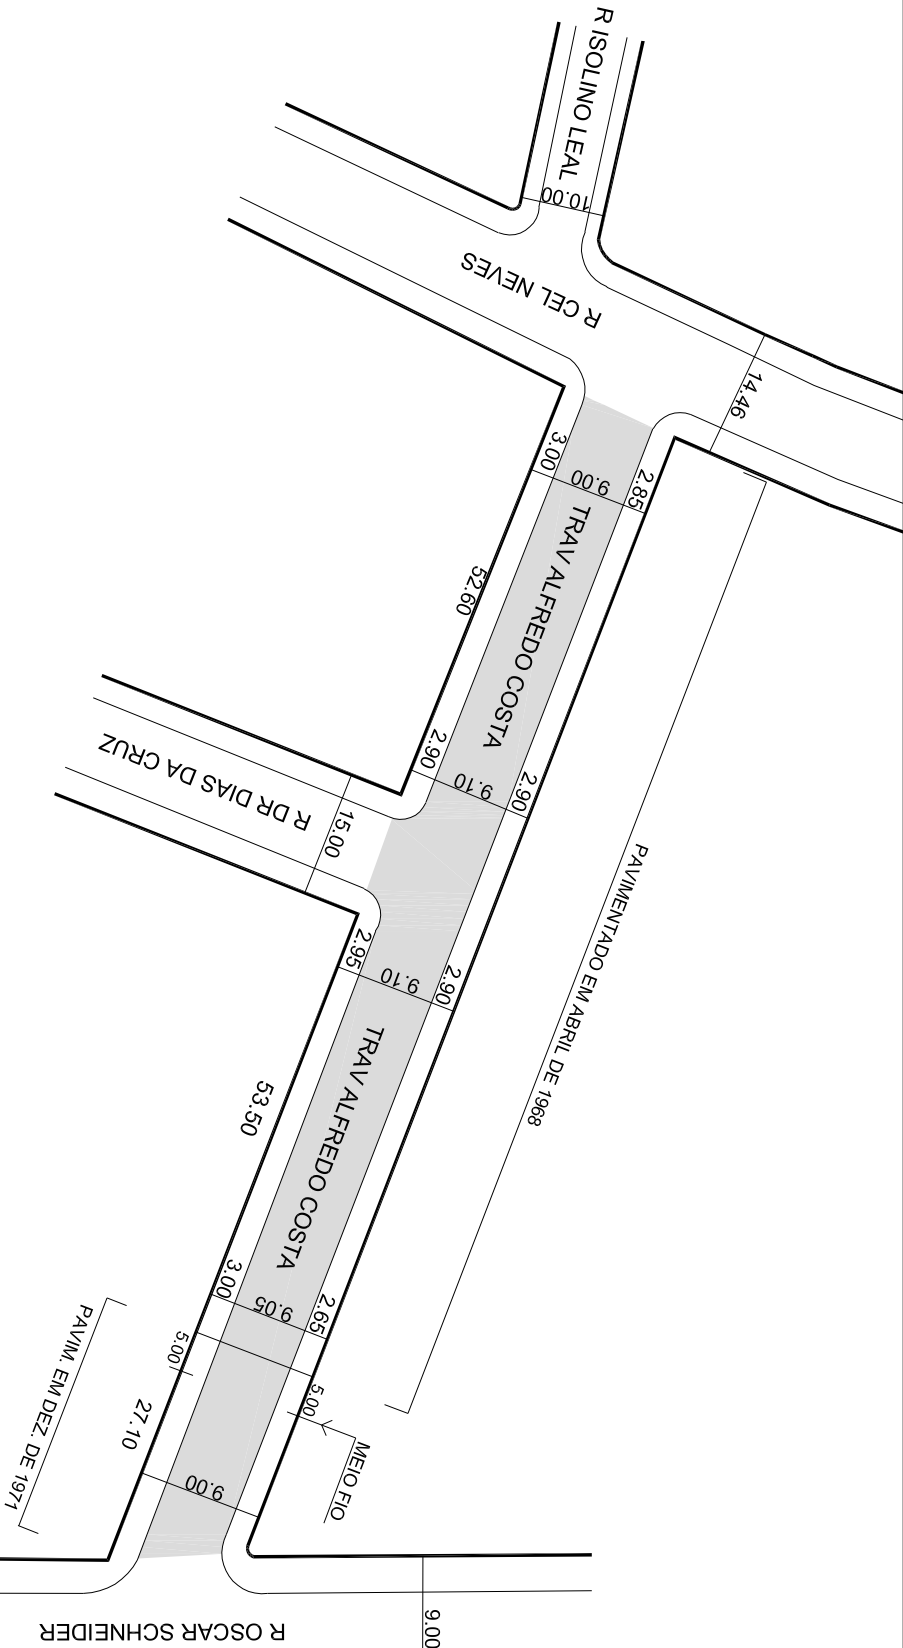 R ISOLINO LEAL
10.00
R CEL NEVES
14.46
3.00
9.00
2.85
TRAV ALFREDO COSTA
52.60
2.90
9.10
2.90
R DR DIAS DA CRUZ
15.00
PAVIMENTADO EM ABRIL DE 1968
2.95
9.10
2.90
TRAV ALFREDO COSTA
53.50
3.00
9.05
2.65
5.00
5.00
PAVIM. EM DEZ. DE 1971
27.10
MEIO FIO
9.00
R OSCAR SCHNEIDER
9.00